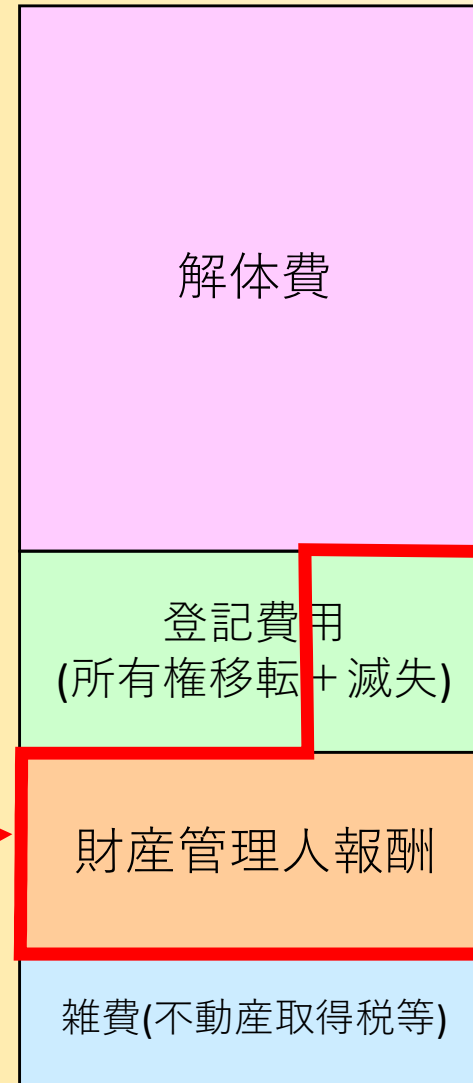 解体費
登記費用
(所有権移転＋滅失)
財産管理人報酬
雑費(不動産取得税等)